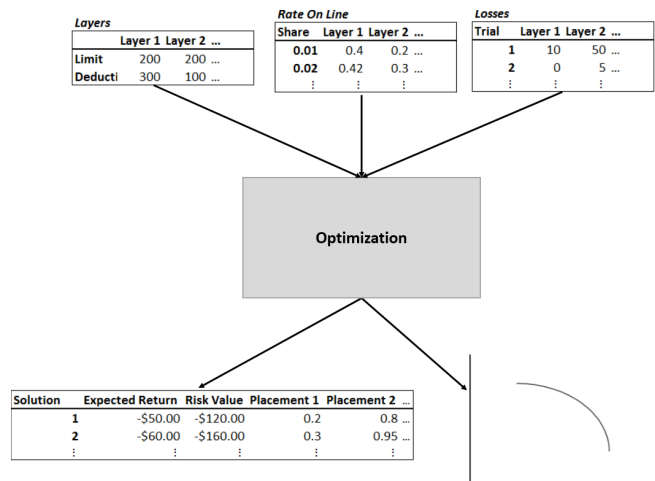 Layers
Layer 1 Layer 2 ...
Limit 200 200 ...
Deducti 300 100 ...
Rate On Line
Share Layer 1 Layer 2 ...
0.01 0.4 0.2 ...
0.02 0.42 0.3 ...
⋮ ⋮ ⋮
Losses
Trial Layer 1 Layer 2 ...
1 10 50 ...
2 0 5 ...
⋮ ⋮ ⋮
Optimization
Solution Expected Return Risk Value Placement 1 Placement 2 ...
1 -$50.00 -$120.00 0.2 0.8 ...
2 -$60.00 -$160.00 0.3 0.95 ...
⋮ ⋮ ⋮ ⋮ ⋮